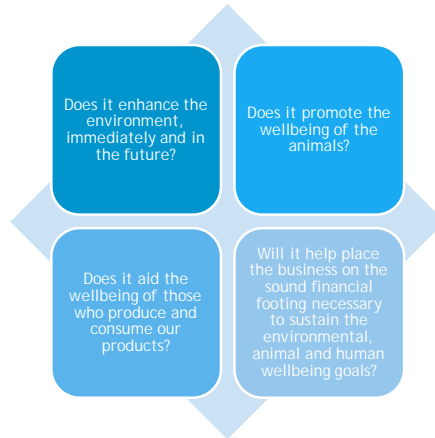 Does it enhance the
environment,
immediately and in
the future?
Does it promote the
wellbeing of the
animals?
Does it aid the
wellbeing of those
who produce and
consume our
products?
Will it help place
the business on the
sound financial
footing necessary
to sustain the
environmental,
animal and human
wellbeing goals?